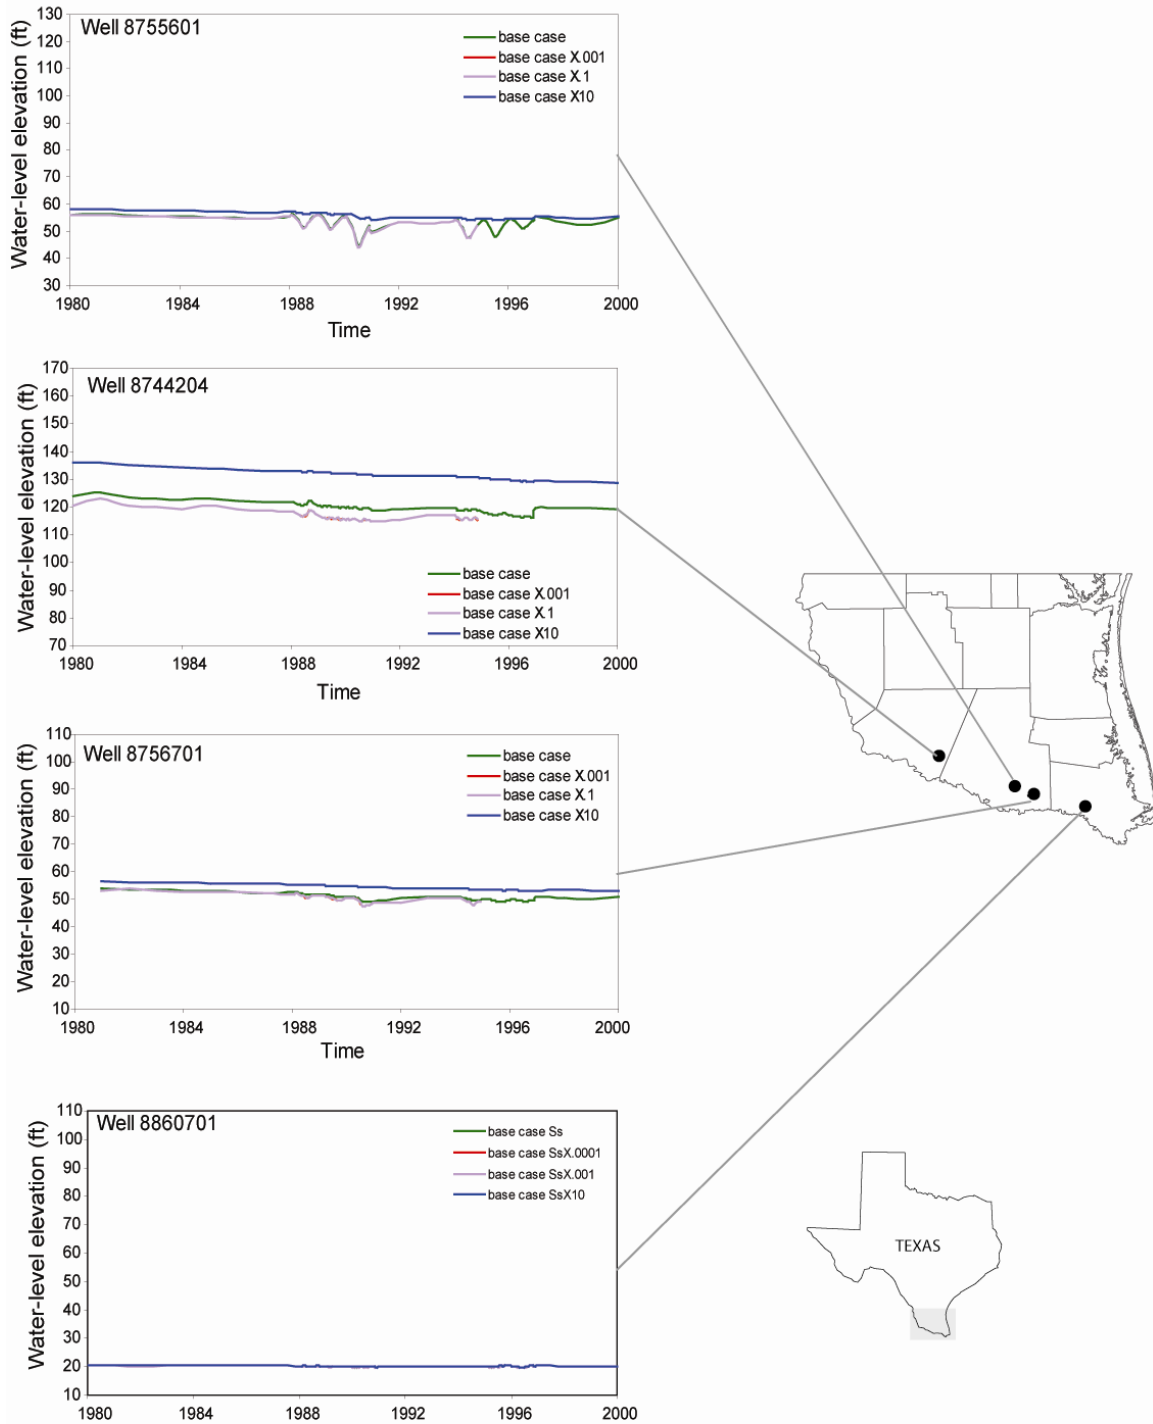 Well 8755601
Water-level elevation (ft)
130
120
110
100
90
80
70
60
50
40
30
base case
base case X.001
base case X.1
base case X10
1980
1984
1988
1992
1996
2000
Time
Well 8744204
Water-level elevation (ft)
170
160
150
140
130
120
110
100
90
80
70
base case
base case X.001
base case X.1
base case X10
1980
1984
1988
1992
1996
2000
Time
Well 8756701
Water-level elevation (ft)
110
100
90
80
70
60
50
40
30
20
10
base case
base case X.001
base case X.1
base case X10
1980
1984
1988
1992
1996
2000
Time
Well 8860701
Water-level elevation (ft)
110
100
90
80
70
60
50
40
30
20
10
base case Ss
base case SsX.0001
base case SsX.001
base case SsX10
1980
1984
1988
1992
1996
2000
TEXAS